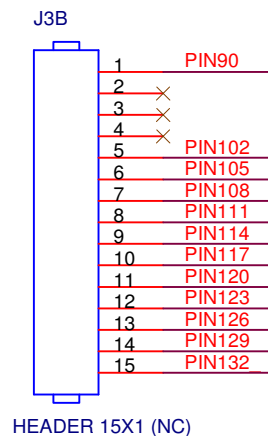 J3B
1 PIN90
2
3
4
5 PIN102
6 PIN105
7 PIN108
8 PIN111
9 PIN114
10 PIN117
11 PIN120
12 PIN123
13 PIN126
14 PIN129
15 PIN132_
HEADER 15X1 (NC)